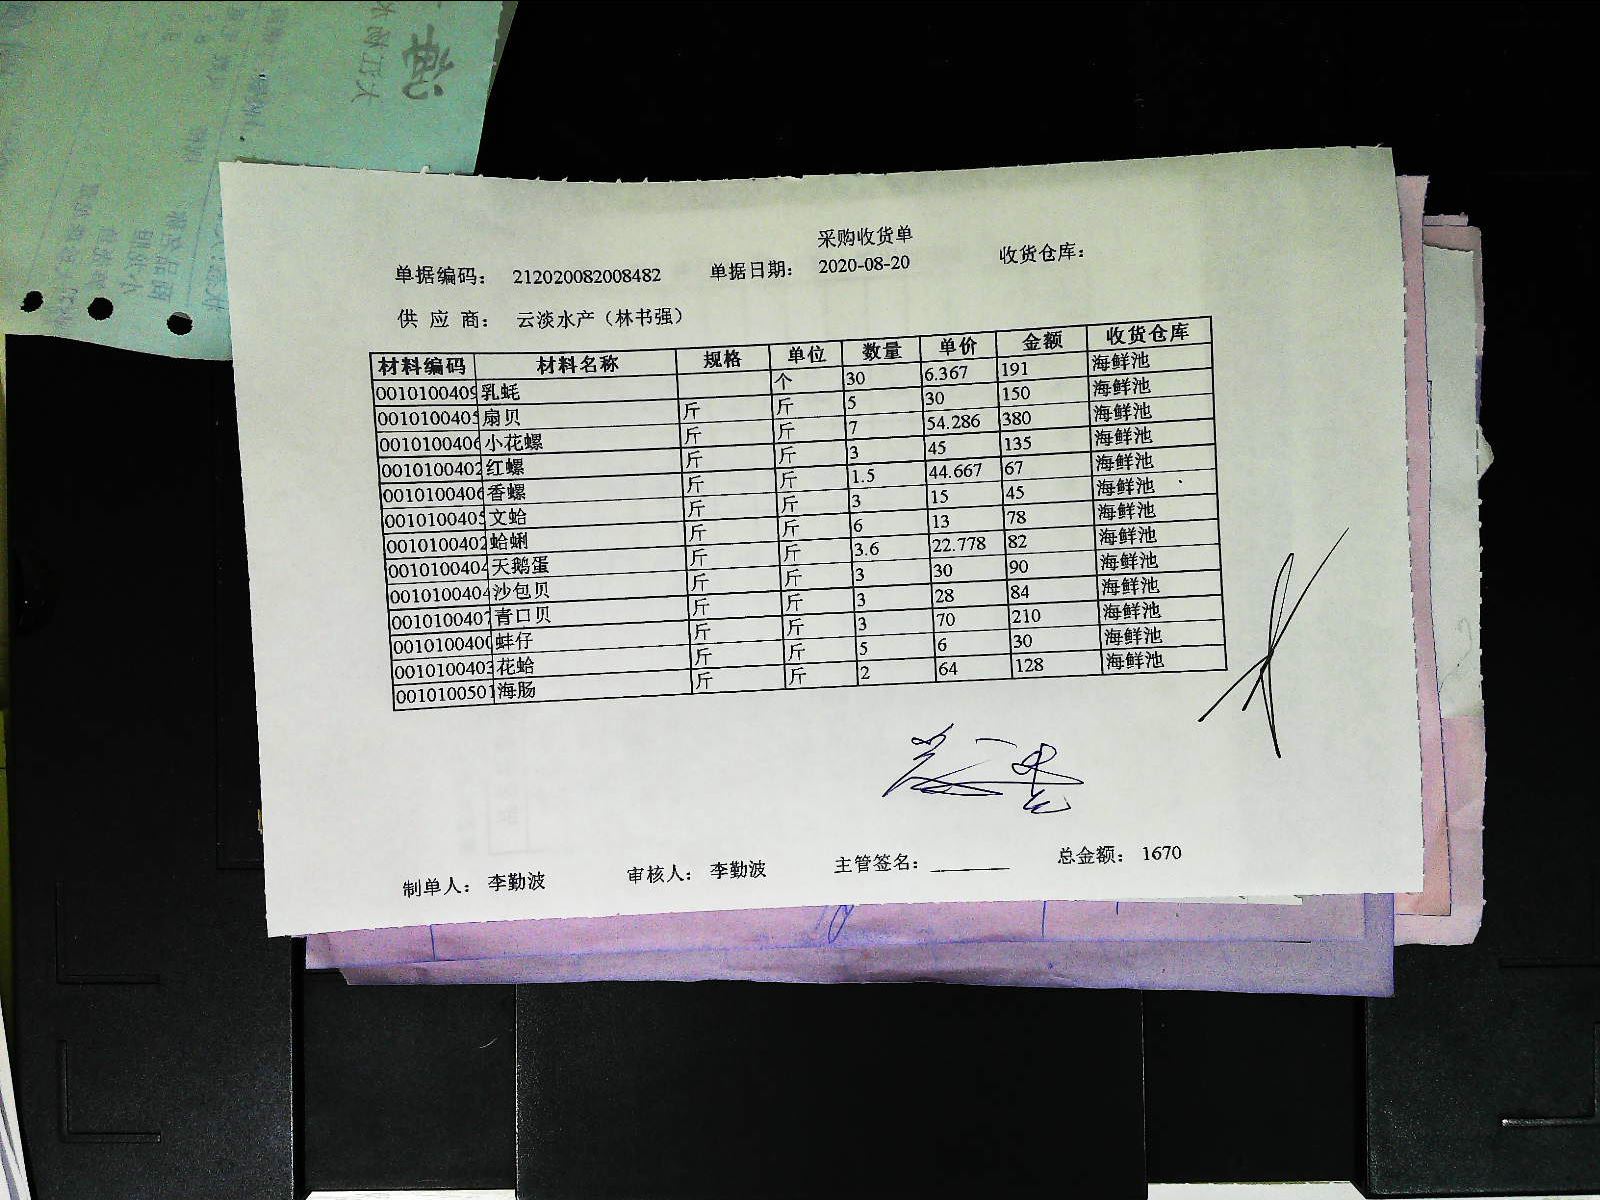 采购收货单
单据编码： 212020082008482 单据日期： 2020-08-20 收货仓库：
供 应 商： 云淡水产（林书强）
材料编码 材料名称 规格 单位 数量 单价 金额 收货仓库
0010100409 乳蚝 个 30 6.367 191 海鲜池
0010100405 扇贝 斤 斤 5 30 150 海鲜池
0010100406 小花螺 斤 斤 7 54.286 380 海鲜池
0010100402 红螺 斤 斤 3 45 135 海鲜池
0010100406 香螺 斤 斤 1.5 44.667 67 海鲜池
0010100405 文蛤 斤 斤 3 15 45 海鲜池
0010100402 蛤蜊 斤 斤 6 13 78 海鲜池
0010100404 天鹅蛋 斤 斤 3.6 22.778 82 海鲜池
0010100404 沙包贝 斤 斤 3 30 90 海鲜池
0010100407 青口贝 斤 斤 3 28 84 海鲜池
0010100400 蛏仔 斤 斤 3 70 210 海鲜池
0010100403 花蛤 斤 斤 5 6 30 海鲜池
0010100501 海肠 斤 斤 2 64 128 海鲜池
制单人： 李勤波 审核人： 李勤波 主管签名： 总金额： 1670